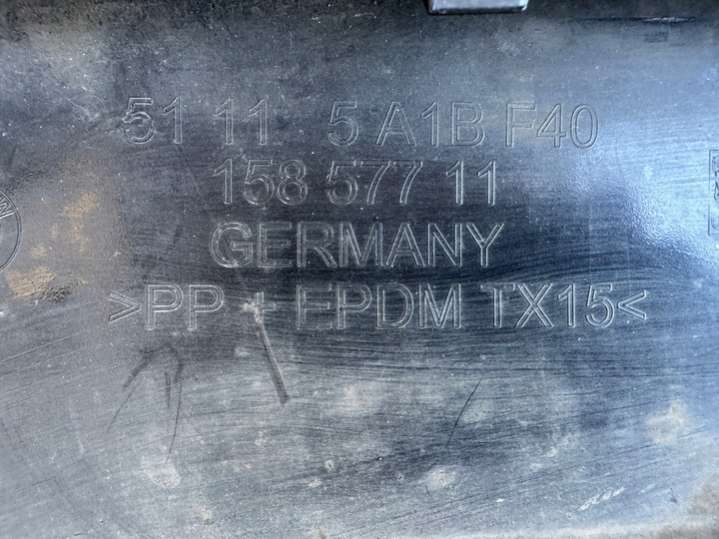 51 11 5 A1B F40
158 577 11
GERMANY
>PP + EPDM TX15<